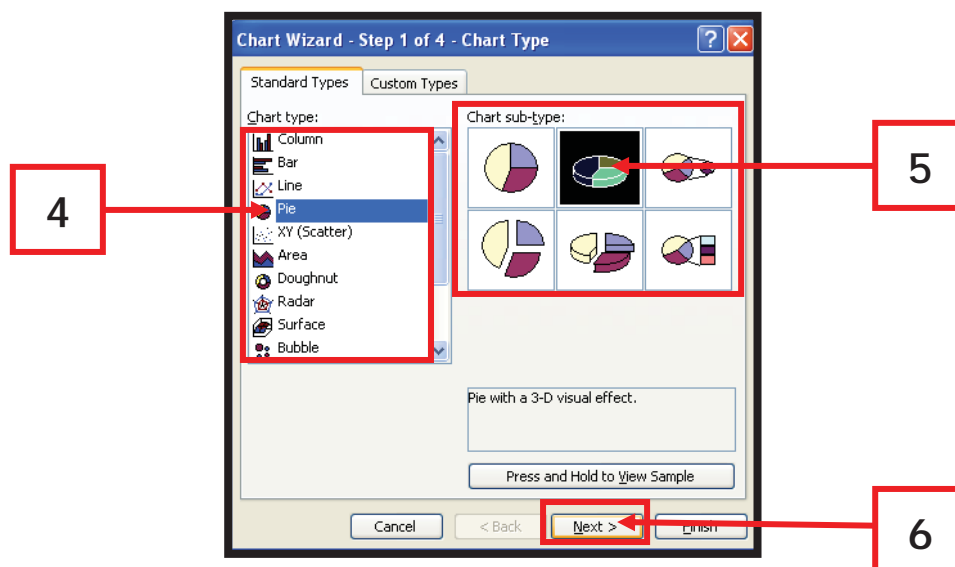 Chart Wizard - Step 1 of 4 - Chart Type
Standard Types
Custom Types
Chart type:
Chart sub-type:
Column
Bar
Line
Pie
XY (Scatter)
Area
Doughnut
Radar
Surface
Bubble
4
5
Pie with a 3-D visual effect.
Press and Hold to View Sample
Cancel
< Back
Next >
Finish
6